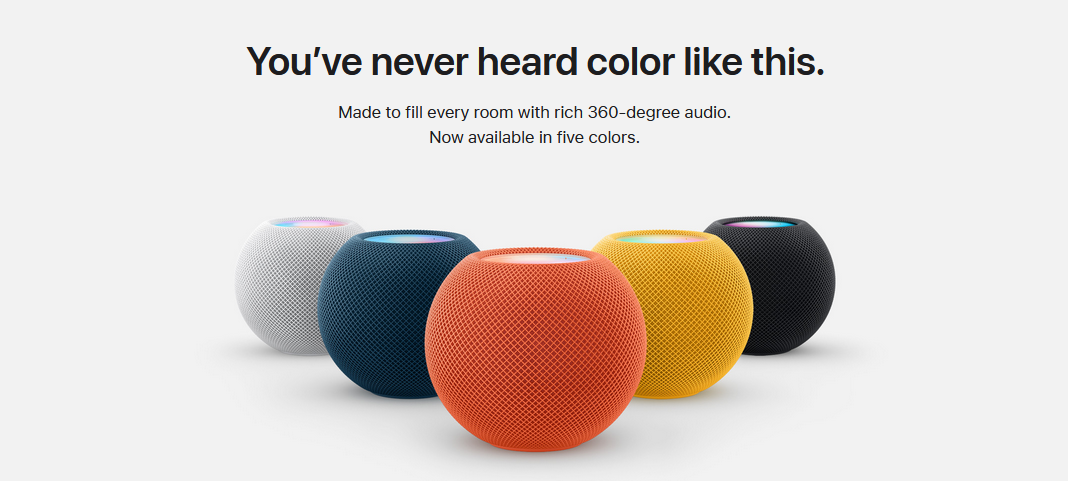 You’ve never heard color like this.
Made to fill every room with rich 360-degree audio.
Now available in five colors.